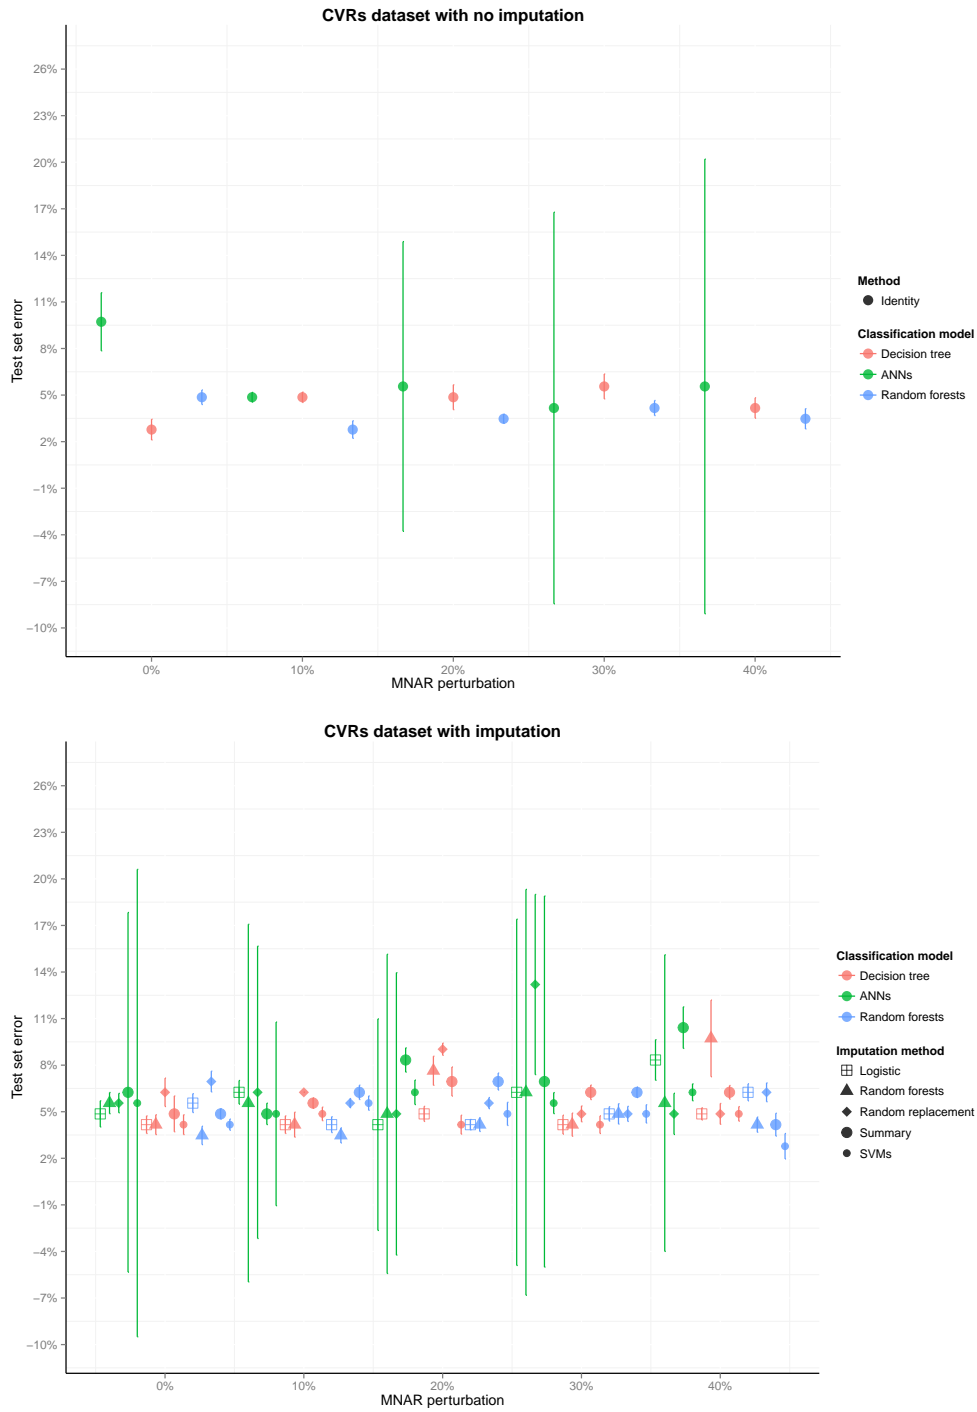 CVRs dataset with no imputation
26%
23%
20%
17%
14%
11%
8%
5%
2%
−1%
−4%
−7%
−10%
Test set error
0%
10%
20%
30%
40%
MNAR perturbation
Method
Identity
Classification model
Decision tree
ANNs
Random forests
CVRs dataset with imputation
26%
23%
20%
17%
14%
11%
8%
5%
2%
−1%
−4%
−7%
−10%
Test set error
0%
10%
20%
30%
40%
MNAR perturbation
Classification model
Decision tree
ANNs
Random forests
Imputation method
Logistic
Random forests
Random replacement
Summary
SVMs